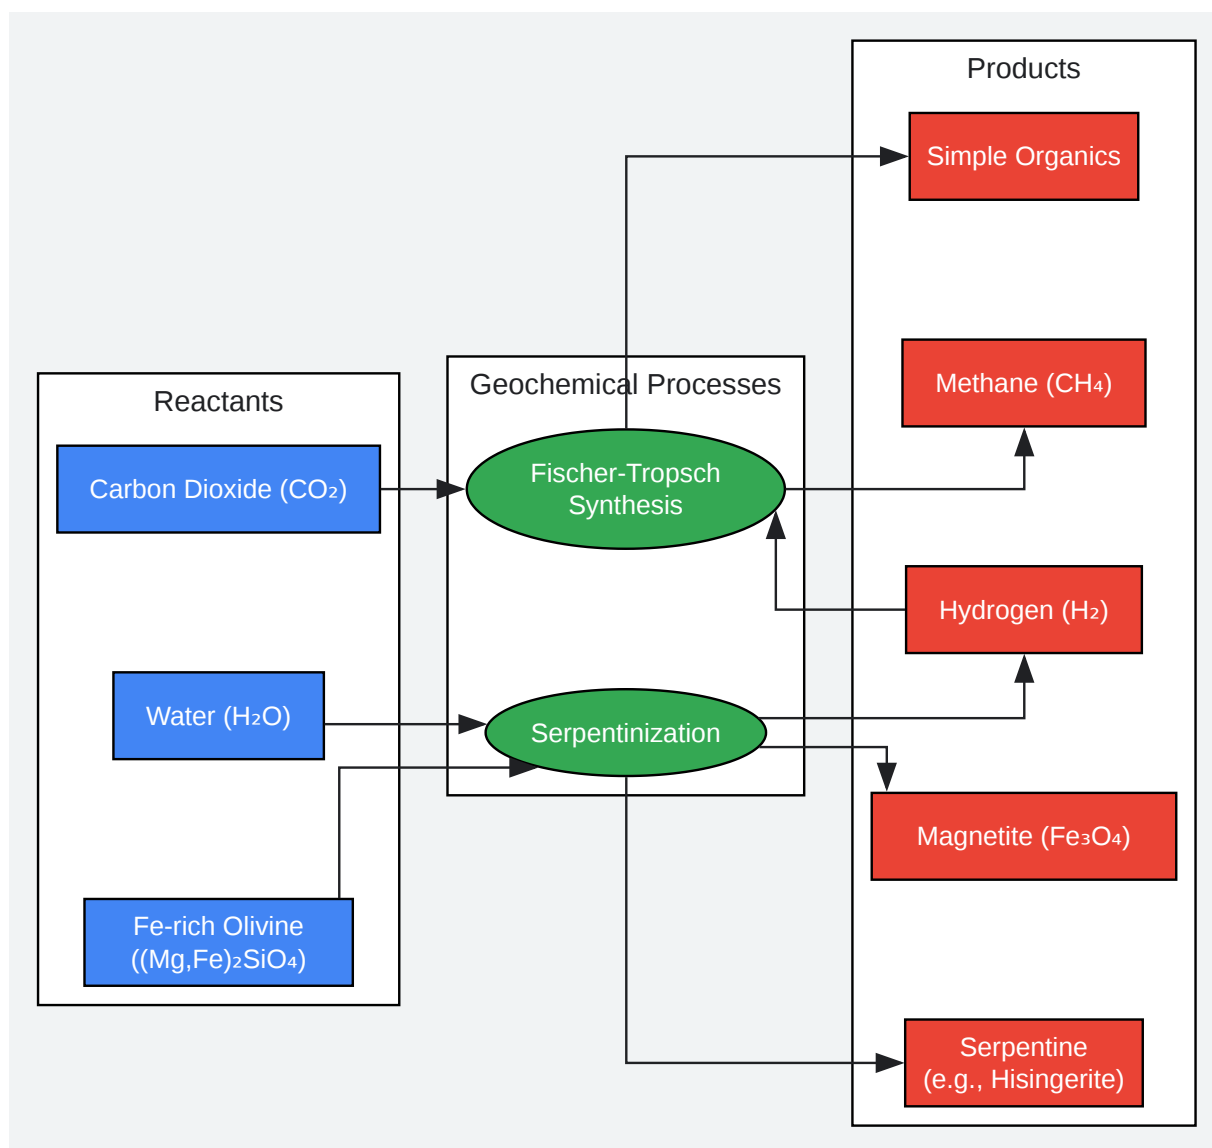 Reactants
Carbon Dioxide (CO₂)
Water (H₂O)
Fe-rich Olivine
((Mg,Fe)₂SiO₄)
Geochemical Processes
Fischer-Tropsch
Synthesis
Serpentinization
Products
Simple Organics
Methane (CH₄)
Hydrogen (H₂)
Magnetite (Fe₃O₄)
Serpentine
(e.g., Hisingerite)